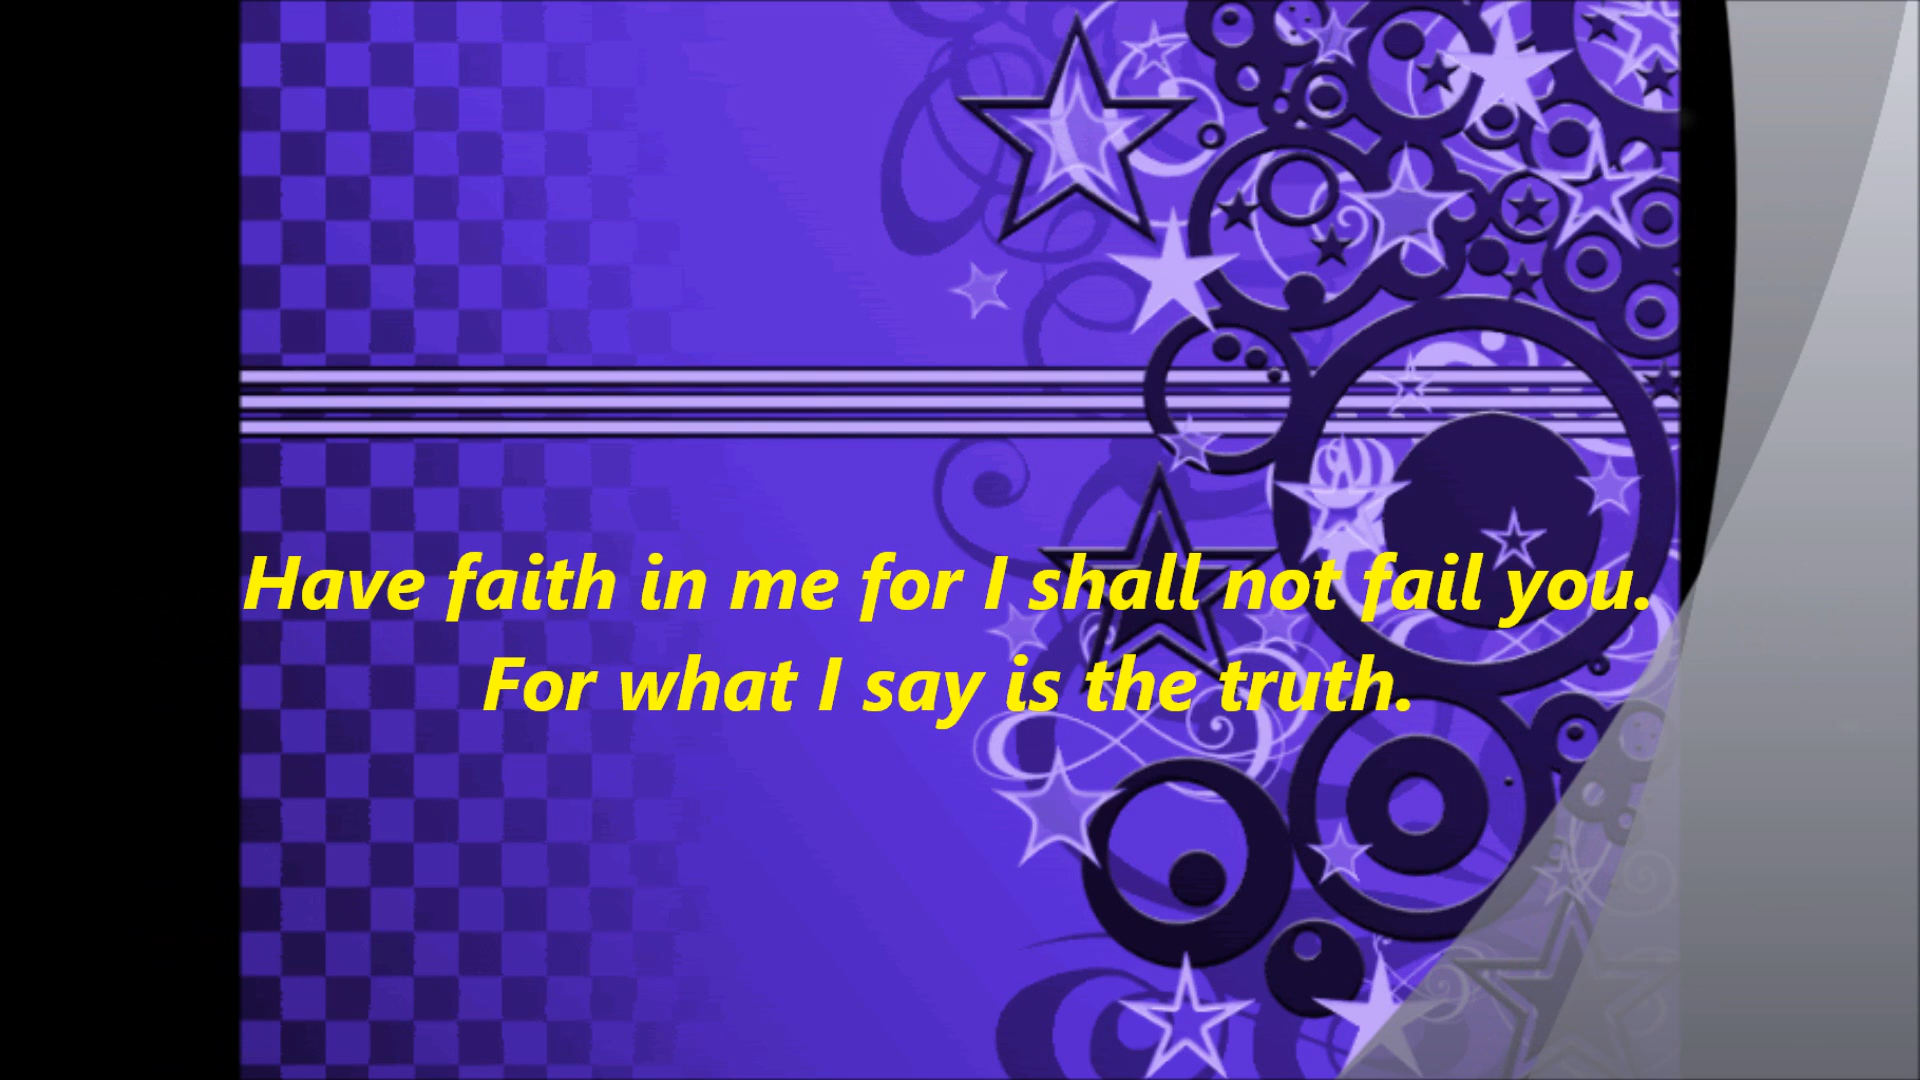 Have faith in me for I shall not fail you.
For what I say is the truth.